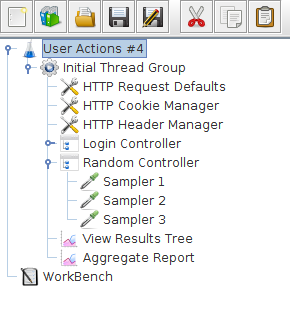 User Actions #4
Initial Thread Group
HTTP Request Defaults
HTTP Cookie Manager
HTTP Header Manager
Login Controller
Random Controller
Sampler 1
Sampler 2
Sampler 3
View Results Tree
Aggregate Report
WorkBench